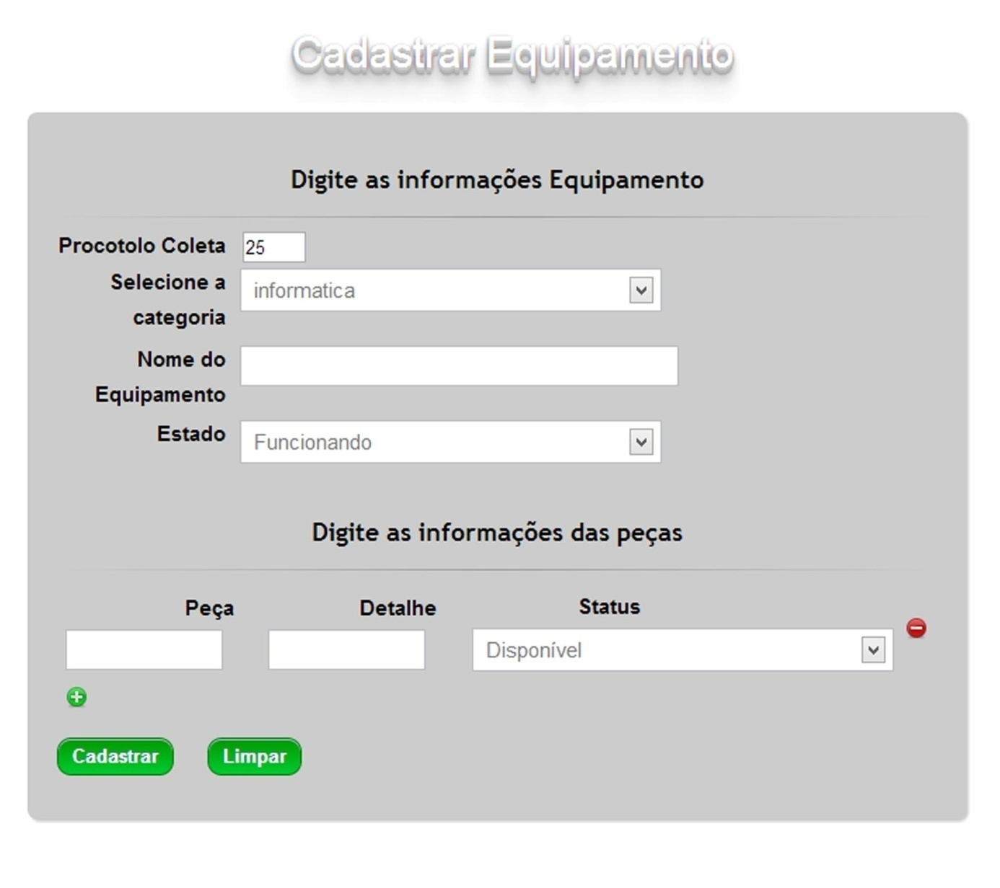 Cadastrar Equipamento
Digite as informações Equipamento
Procotolo Coleta 25
Selecione a categoria informatica
Nome do Equipamento
Estado Funcionando
Digite as informações das peças
Peça Detalhe Status
Disponível
Cadastrar Limpar